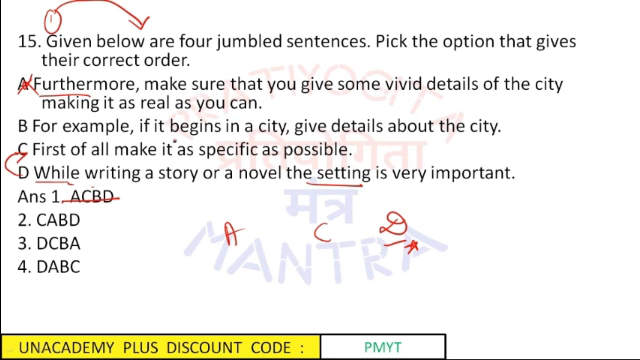 1
15. Given below are four jumbled sentences. Pick the option that gives
their correct order.
A Furthermore, make sure that you give some vivid details of the city
making it as real as you can.
B For example, if it begins in a city, give details about the city.
C First of all make it as specific as possible.
D While writing a story or a novel the setting is very important.
Ans 1. ACBD
2. CABD
3. DCBA
4. DABC
A C D
प्रतियोगिता
मंत्र
MANTRA
UNACADEMY PLUS DISCOUNT CODE : PMYT